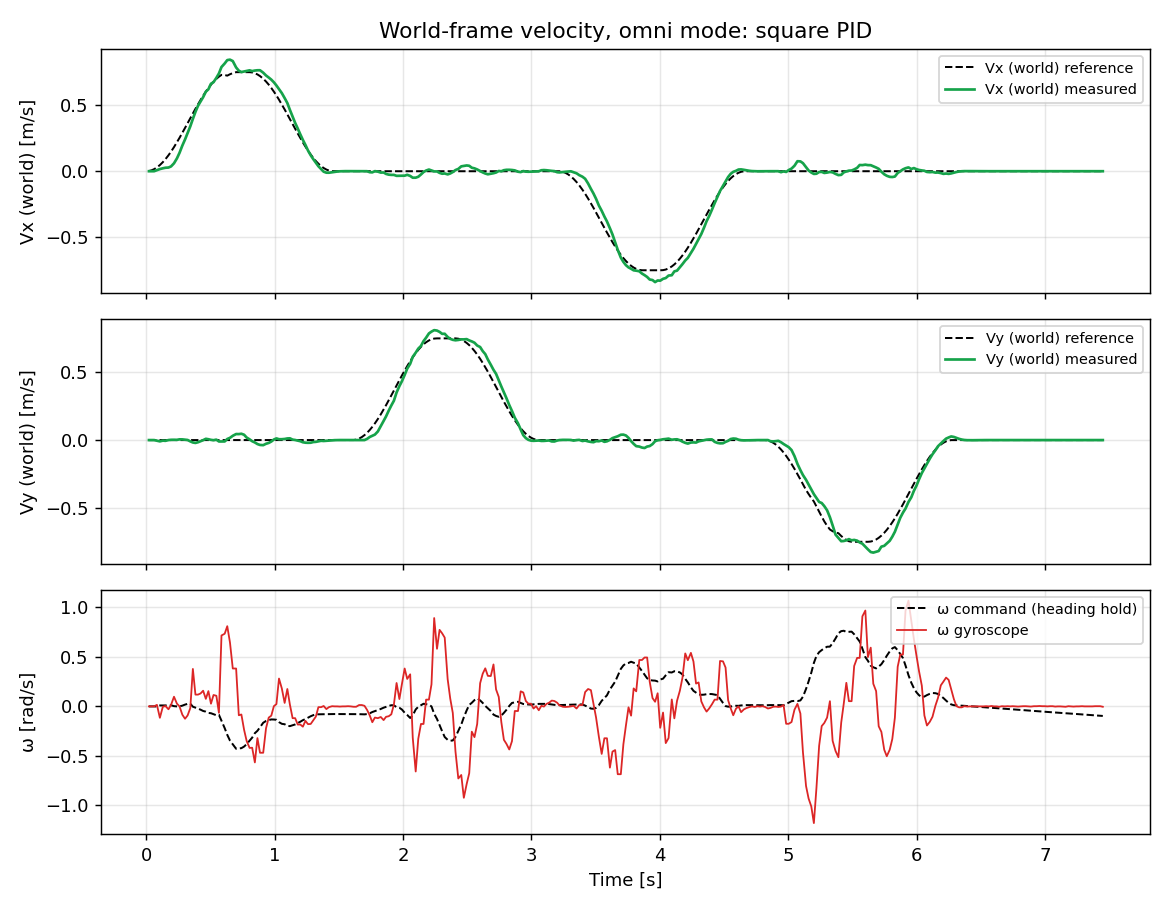 World-frame velocity, omni mode: square PID
Vx (world) [m/s]
0.5
0.0
−0.5
Vx (world) reference
Vx (world) measured
Vy (world) [m/s]
0.5
0.0
−0.5
Vy (world) reference
Vy (world) measured
ω [rad/s]
1.0
0.5
0.0
−0.5
−1.0
ω command (heading hold)
ω gyroscope
0 1 2 3 4 5 6 7
Time [s]